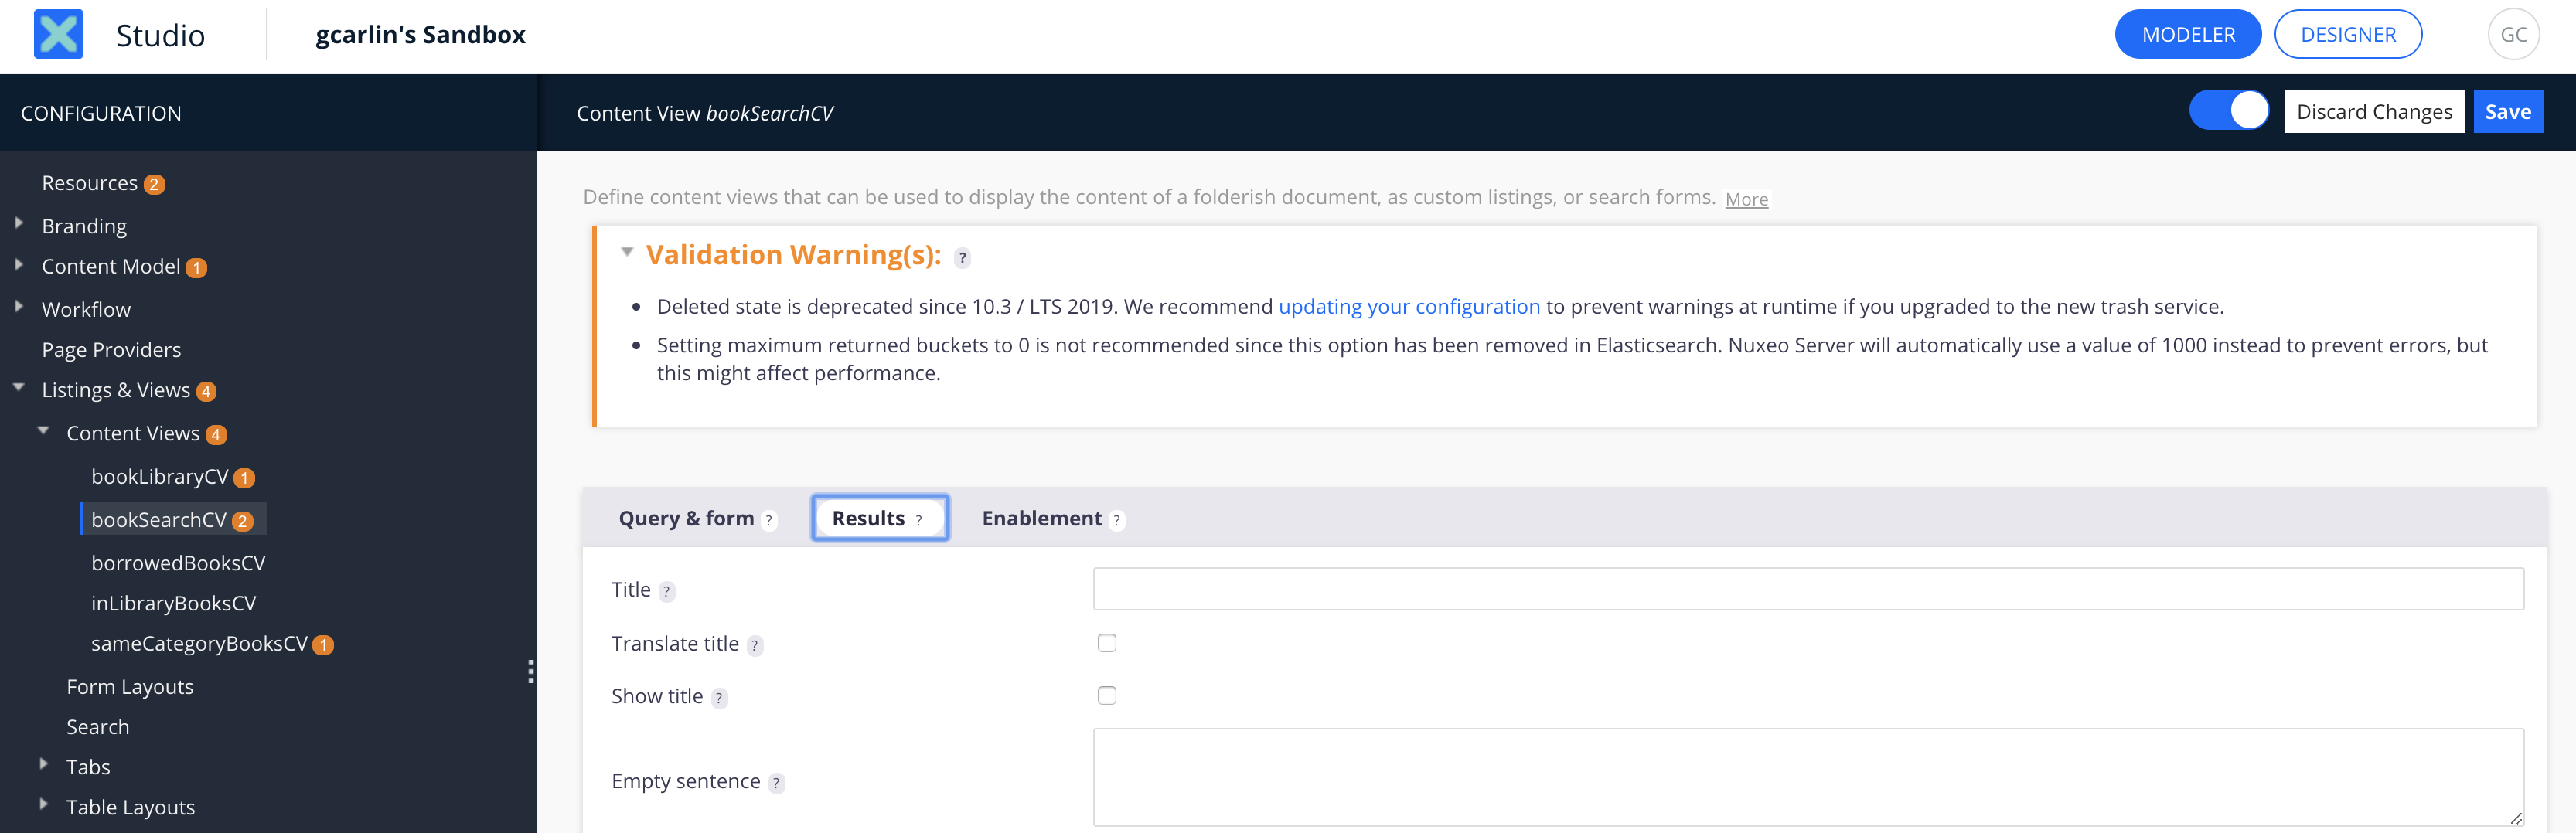 Studio
gcarlin's Sandbox
MODELER
DESIGNER
GC
CONFIGURATION
Content View bookSearchCV
Discard Changes
Save
Resources 2
Branding
Content Model 1
Workflow
Page Providers
Listings & Views 4
Content Views 4
bookLibraryCV 1
bookSearchCV 2
borrowedBooksCV
inLibraryBooksCV
sameCategoryBooksCV 1
Form Layouts
Search
Tabs
Table Layouts
Define content views that can be used to display the content of a folderish document, as custom listings, or search forms. More
Validation Warning(s): ?
• Deleted state is deprecated since 10.3 / LTS 2019. We recommend updating your configuration to prevent warnings at runtime if you upgraded to the new trash service.
• Setting maximum returned buckets to 0 is not recommended since this option has been removed in Elasticsearch. Nuxeo Server will automatically use a value of 1000 instead to prevent errors, but
this might affect performance.
Query & form ?
Results ?
Enablement ?
Title ?
Translate title ?
Show title ?
Empty sentence ?